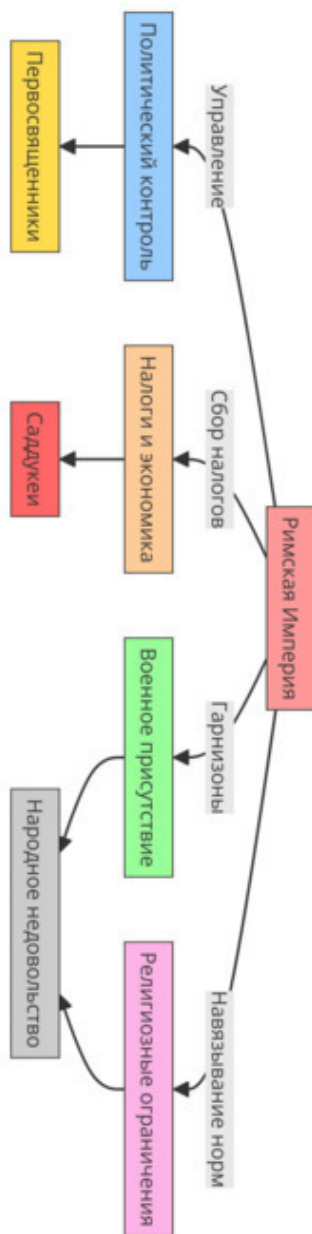 Римская Империя
Управление
Сбор налогов
Гарнизоны
Навязывание норм
Политический контроль
Налоги и экономика
Военное присутствие
Религиозные ограничения
Первосвященники
Саддукеи
Народное недовольство